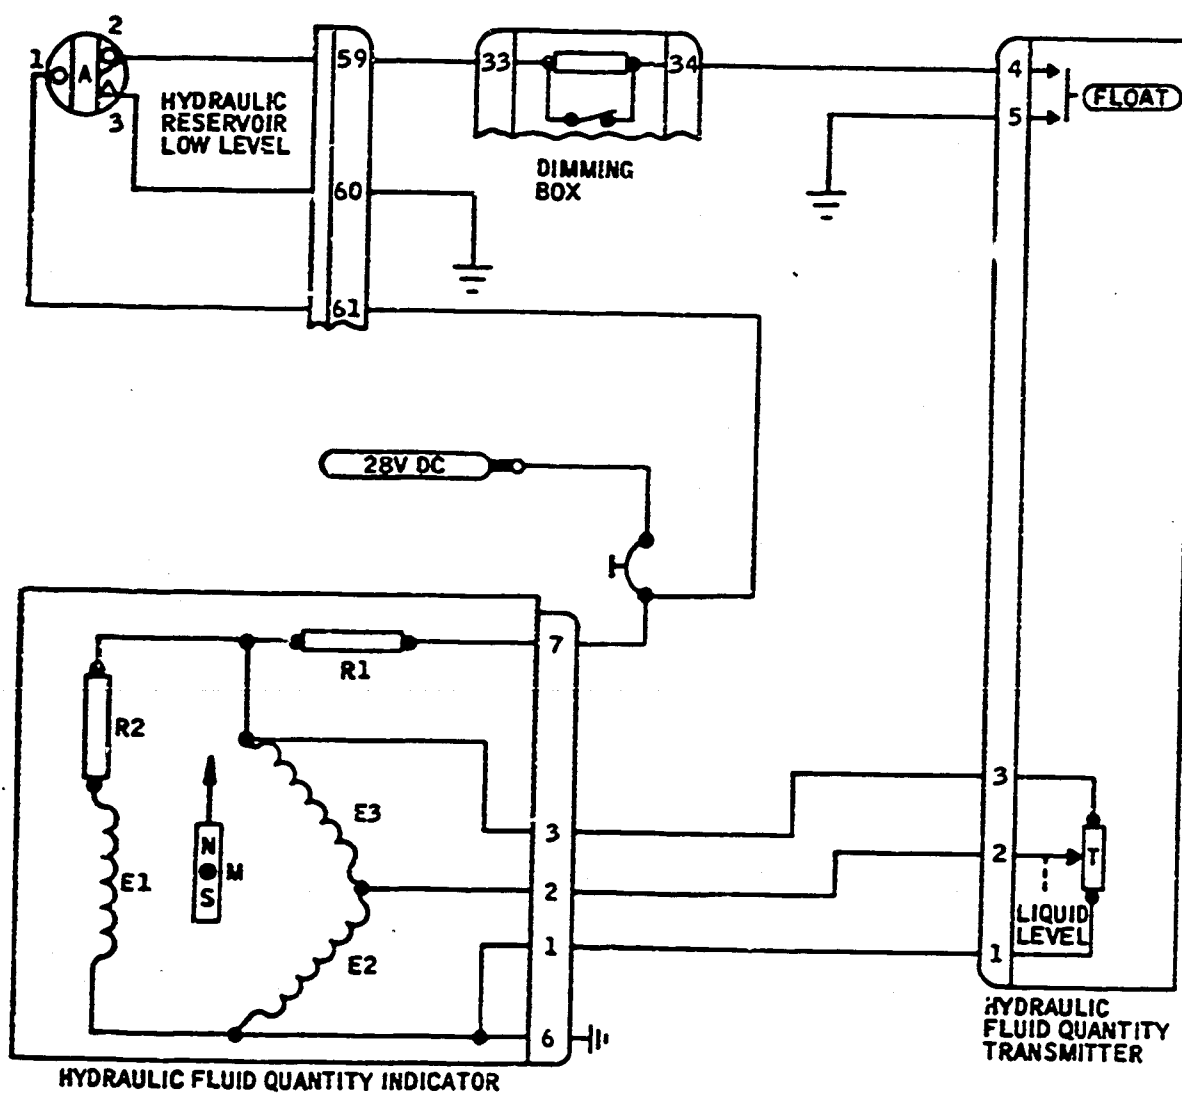 2
1
A
3
HYDRAULIC
RESERVOIR
LOW LEVEL
59
60
61
33
34
DIMMING
BOX
4
5
FLOAT
28V DC
7
R1
R2
E3
N
M
S
E1
E2
3
2
1
6
3
2
1
T
LIQUID
LEVEL
HYDRAULIC
FLUID QUANTITY
TRANSMITTER
HYDRAULIC FLUID QUANTITY INDICATOR